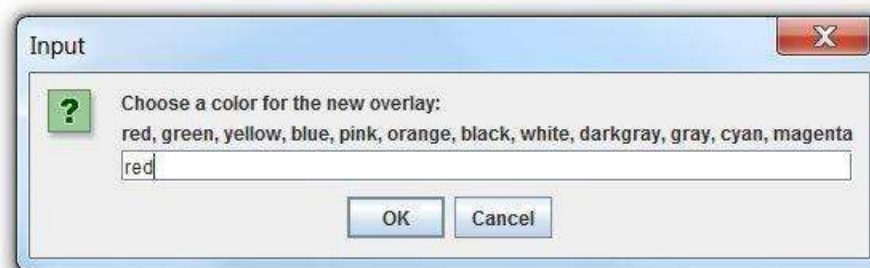 Input
Choose a color for the new overlay:
red, green, yellow, blue, pink, orange, black, white, darkgray, gray, cyan, magenta
red
OK Cancel